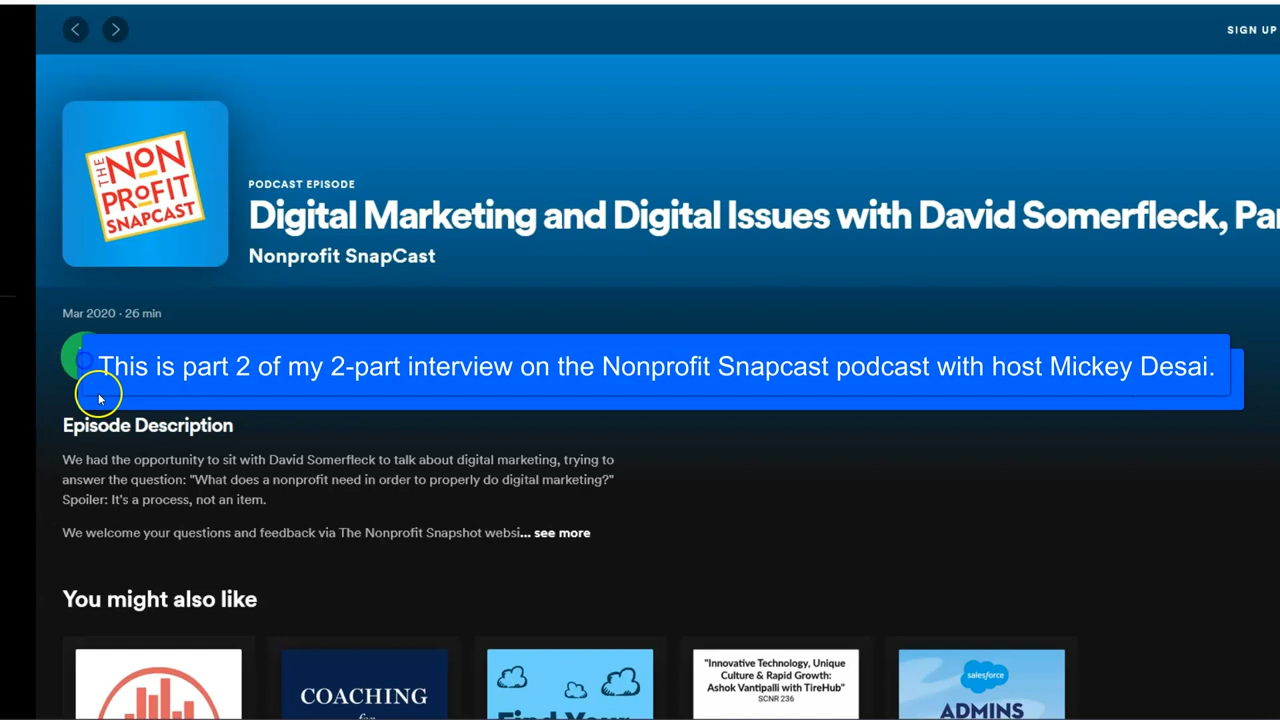 SIGN UP
THE
NON
PROFIT
SNAPCAST
PODCAST EPISODE
Digital Marketing and Digital Issues with David Somerfleck,
Nonprofit SnapCast
Mar 2020 · 26 min
This is part 2 of my 2-part interview on the Nonprofit Snapcast podcast with host Mickey Desai.
Episode Description
We had the opportunity to sit with David Somerfleck to talk about digital marketing, trying to
answer the question: "What does a nonprofit need in order to properly do digital marketing?"
Spoiler: It's a process, not an item.
We welcome your questions and feedback via The Nonprofit Snapshot websi... see more
You might also like
COACHING
for
Find Your
"Innovative Technology, Unique
Culture & Rapid Growth:
Ashok Vantipalli with TireHub"
SCNR 236
salesforce
ADMINS